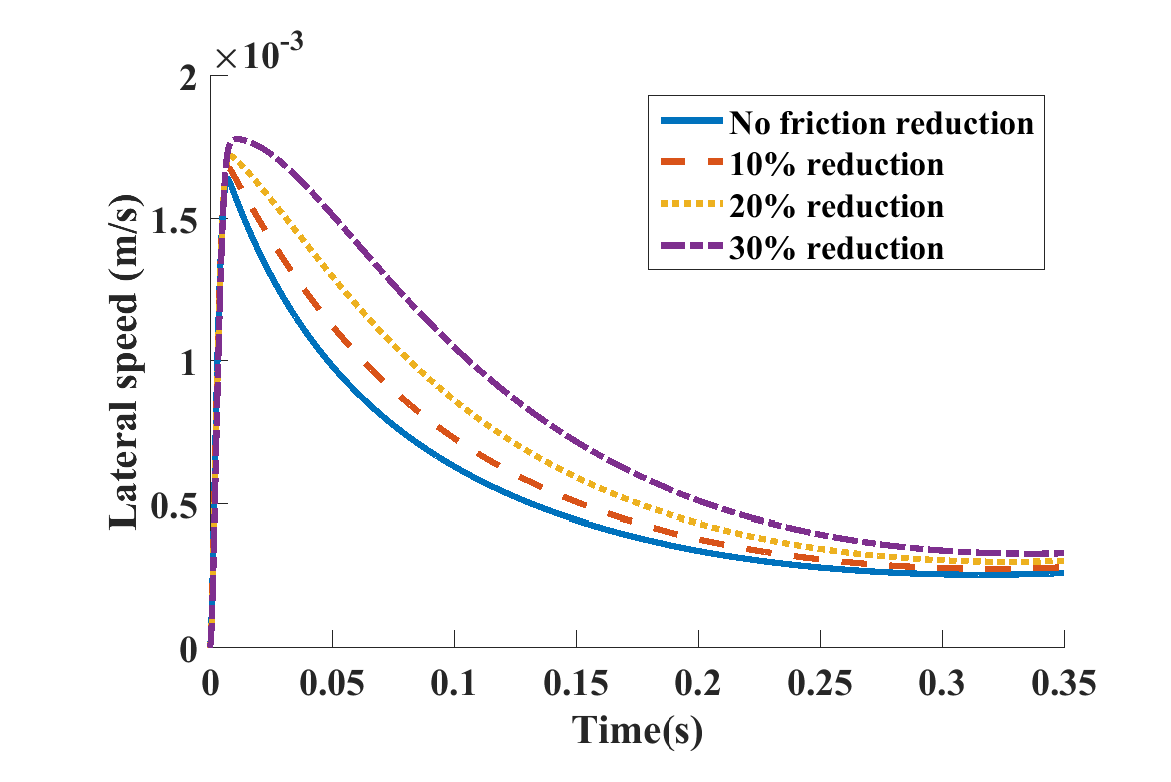 ×10-3
2
1.5
1
0.5
0
Lateral speed (m/s)
No friction reduction
10% reduction
20% reduction
30% reduction
0 0.05 0.1 0.15 0.2 0.25 0.3 0.35
Time(s)